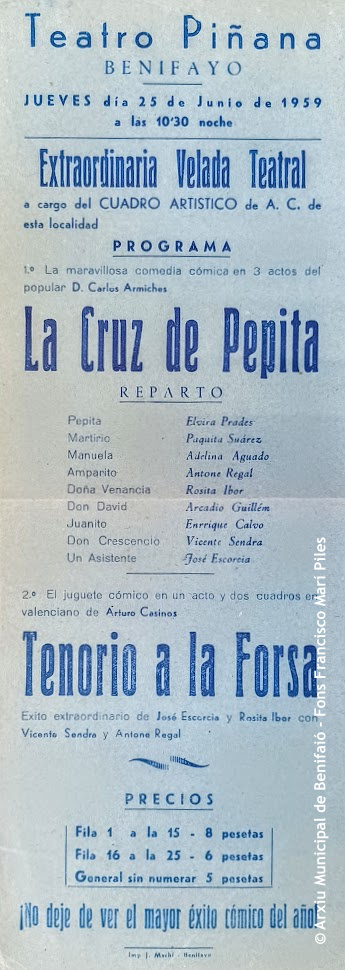 Teatro Piñana
BENIFAYO
JUEVES día 25 de Junio de 1959
a las 10'30 noche
Extraordinaria Velada Teatral
a cargo del CUADRO ARTISTICO de A. C. de
esta localidad
PROGRAMA
1.º La maravillosa comedia cómica en 3 actos del
popular D. Carlos Armiches
La Cruz de Pepita
REPARTO
Pepita Elvira Prades
Martirio Paquita Suárez
Manuela Adelina Aguado
Amparito Antone Regal
Doña Venancia Rosita Ibor
Don David Arcadio Guillém
Juanito Enrrique Calvo
Don Crescencio Vicente Sendra
Un Asistente José Escorcia
2.º El juguete cómico en un acto y dos cuadros en
valenciano de Arturo Casinos
Tenorio a la Forsa
Exito extraordinario de José Escorcia y Rosita Ibor con
Vicente Sendra y Antone Regal
PRECIOS
Fila 1 a la 15 - 8 pesetas
Fila 16 a la 25 - 6 pesetas
General sin numerar 5 pesetas
¡No deje de ver el mayor éxito cómico del año!
Imp J. Machí - Benifayo
© Arxiu Municipal de Benifaió - Fons Francisco Marí Piles